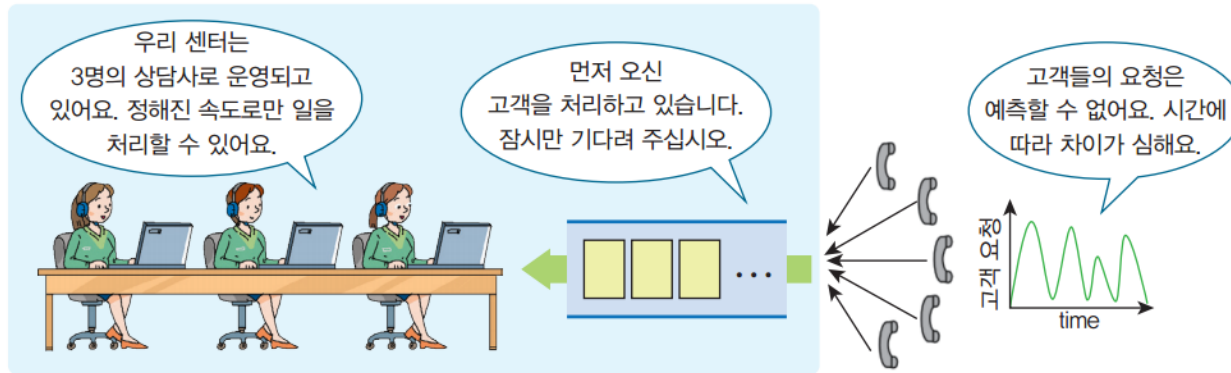 우리 센터는
3명의 상담사로 운영되고
있어요. 정해진 속도로만 일을
처리할 수 있어요.
먼저 오신
고객을 처리하고 있습니다.
잠시만 기다려 주십시오.
고객들의 요청은
예측할 수 없어요. 시간에
따라 차이가 심해요.
고객 요청
time